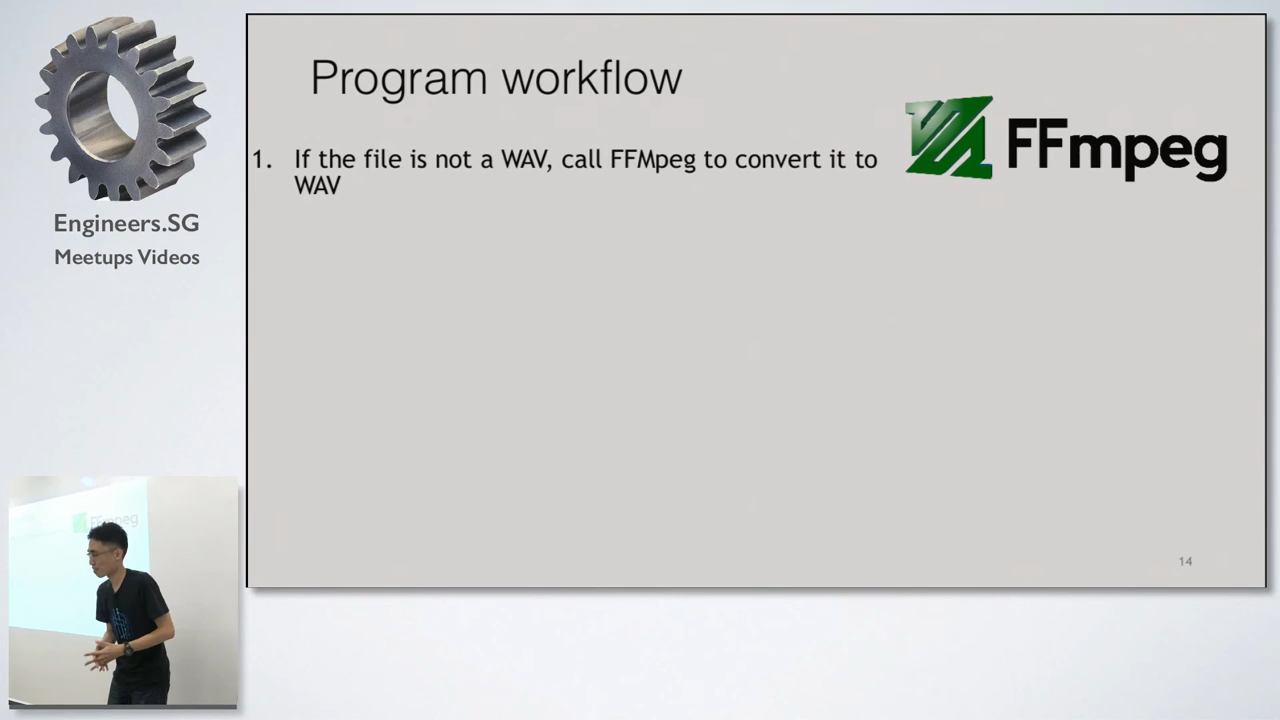 Engineers.SG
Meetups Videos
Program workflow
FFmpeg
1. If the file is not a WAV, call FFMpeg to convert it to
WAV
14
FFmpeg